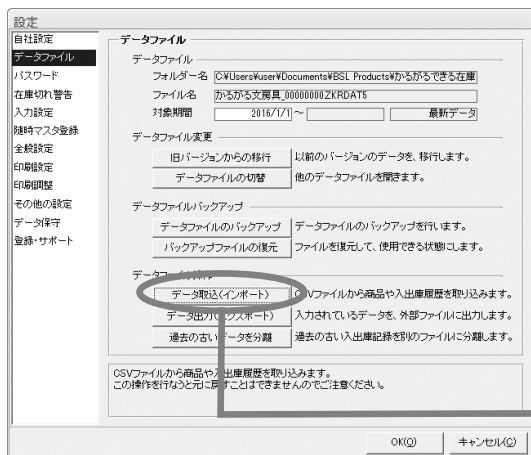 設定
自社設定
データファイル
パスワード
在庫切れ警告
入力設定
随時マスタ登録
全般設定
印刷設定
印刷調整
その他の設定
データ保守
登録・サポート
データファイル
データファイル
フォルダー名 C:¥Users¥user¥Documents¥BSL Products¥かるがるできる在庫
ファイル名 かるがる文房具_00000000.ZKRDAT5
対象期間 2016/1/1 ～ 最新データ
データファイル変更
旧バージョンからの移行 以前のバージョンのデータを、移行します。
データファイルの切替 他のデータファイルを開きます。
データファイルバックアップ
データファイルのバックアップ データファイルのバックアップを行います。
バックアップファイルの復元 ファイルを復元して、使用できる状態にします。
データファイル操作
データ取込(インポート) CSVファイルから商品や入出庫履歴を取り込みます。
データ出力(エクスポート) 入力されているデータを、外部ファイルに出力します。
過去の古いデータを分離 過去の古い入出庫記録を別のファイルに分離します。
CSVファイルから商品や入出庫履歴を取り込みます。
この操作を行なうと元に戻すことはできませんのでご注意ください。
OK(O) キャンセル(C)